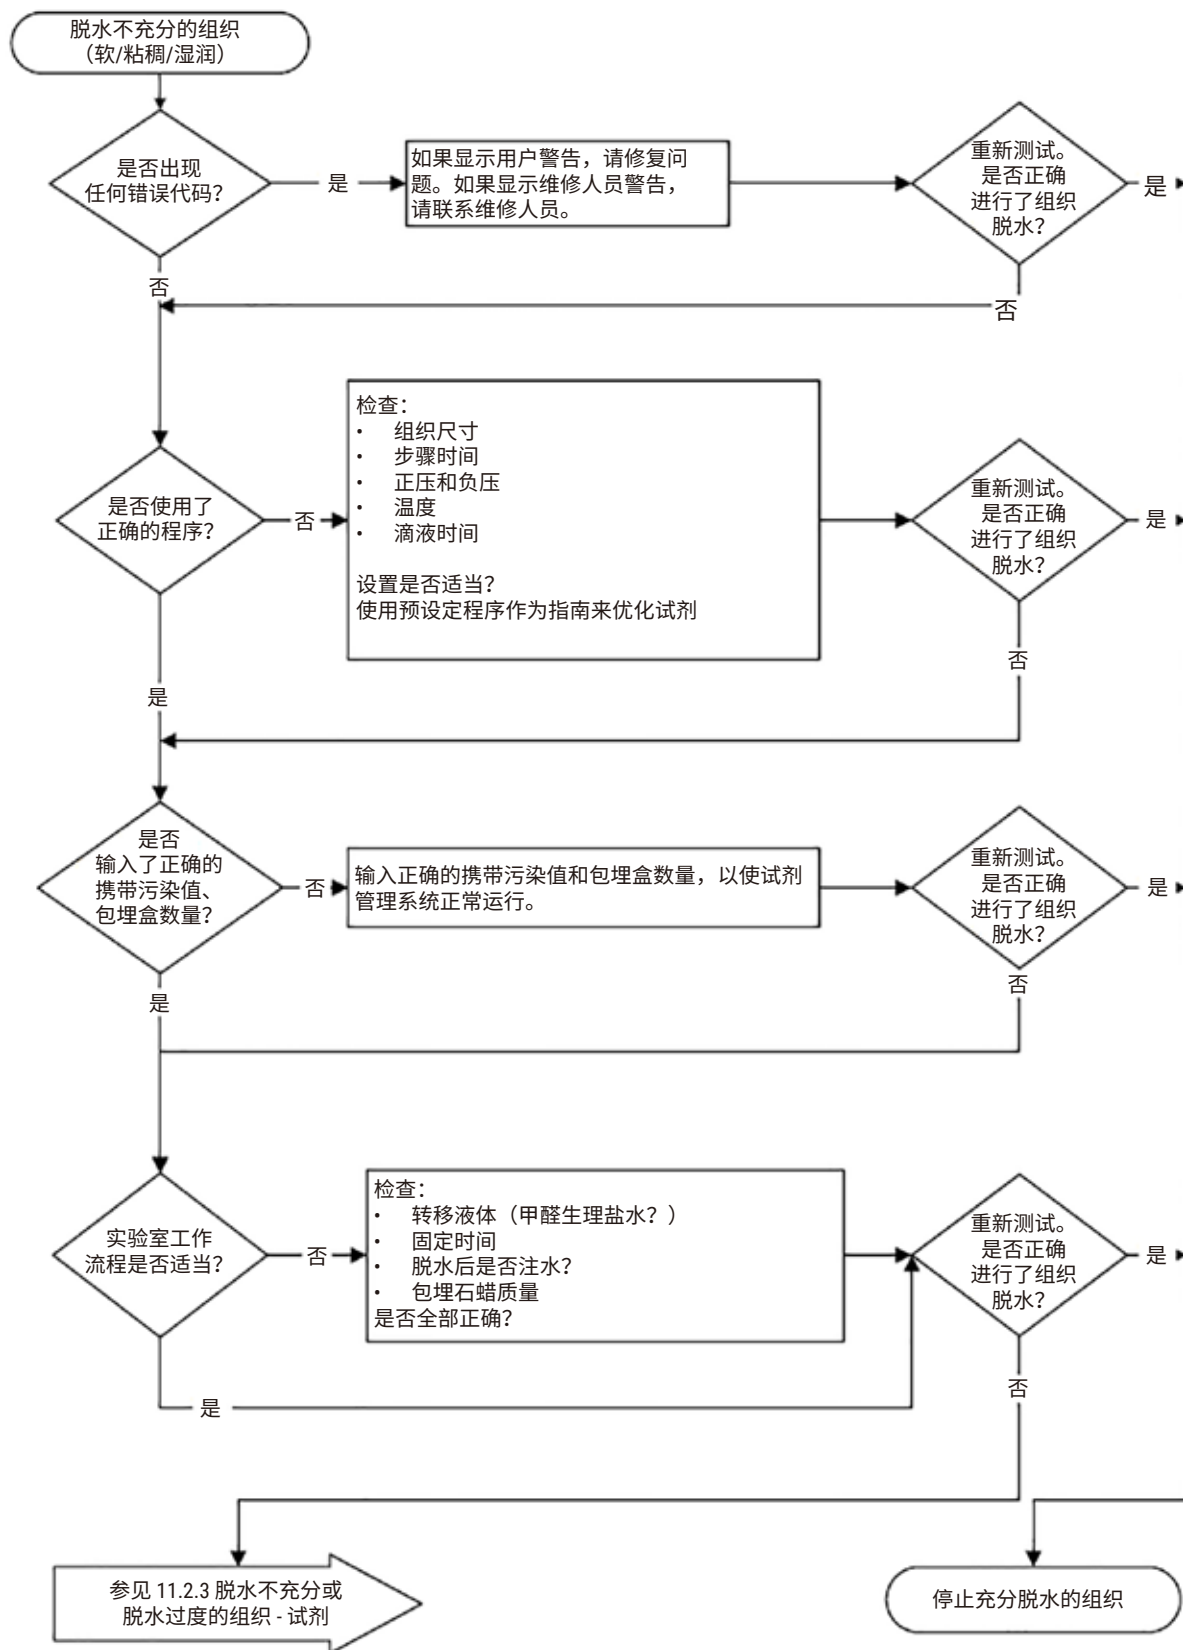 脱水不充分的组织
（软/粘稠/湿润）
是否出现
任何错误代码？
是
如果显示用户警告，请修复问
题。如果显示维修人员警告，
请联系维修人员。
重新测试。
是否正确
进行了组织
脱水？
是
否
否
是否使用了
正确的程序？
否
检查：
• 组织尺寸
• 步骤时间
• 正压和负压
• 温度
• 滴液时间
设置是否适当？
使用预设定程序作为指南来优化试剂
重新测试。
是否正确
进行了组织
脱水？
是
否
是
是否
输入了正确的
携带污染值、
包埋盒数量？
否
输入正确的携带污染值和包埋盒数量，以使试剂
管理系统正常运行。
重新测试。
是否正确
进行了组织
脱水？
是
否
是
实验室工作
流程是否适当？
否
检查：
• 转移液体（甲醛生理盐水？）
• 固定时间
• 脱水后是否注水？
• 包埋石蜡质量
是否全部正确？
重新测试。
是否正确
进行了组织
脱水？
是
否
是
参见 11.2.3 脱水不充分或
脱水过度的组织 - 试剂
停止充分脱水的组织